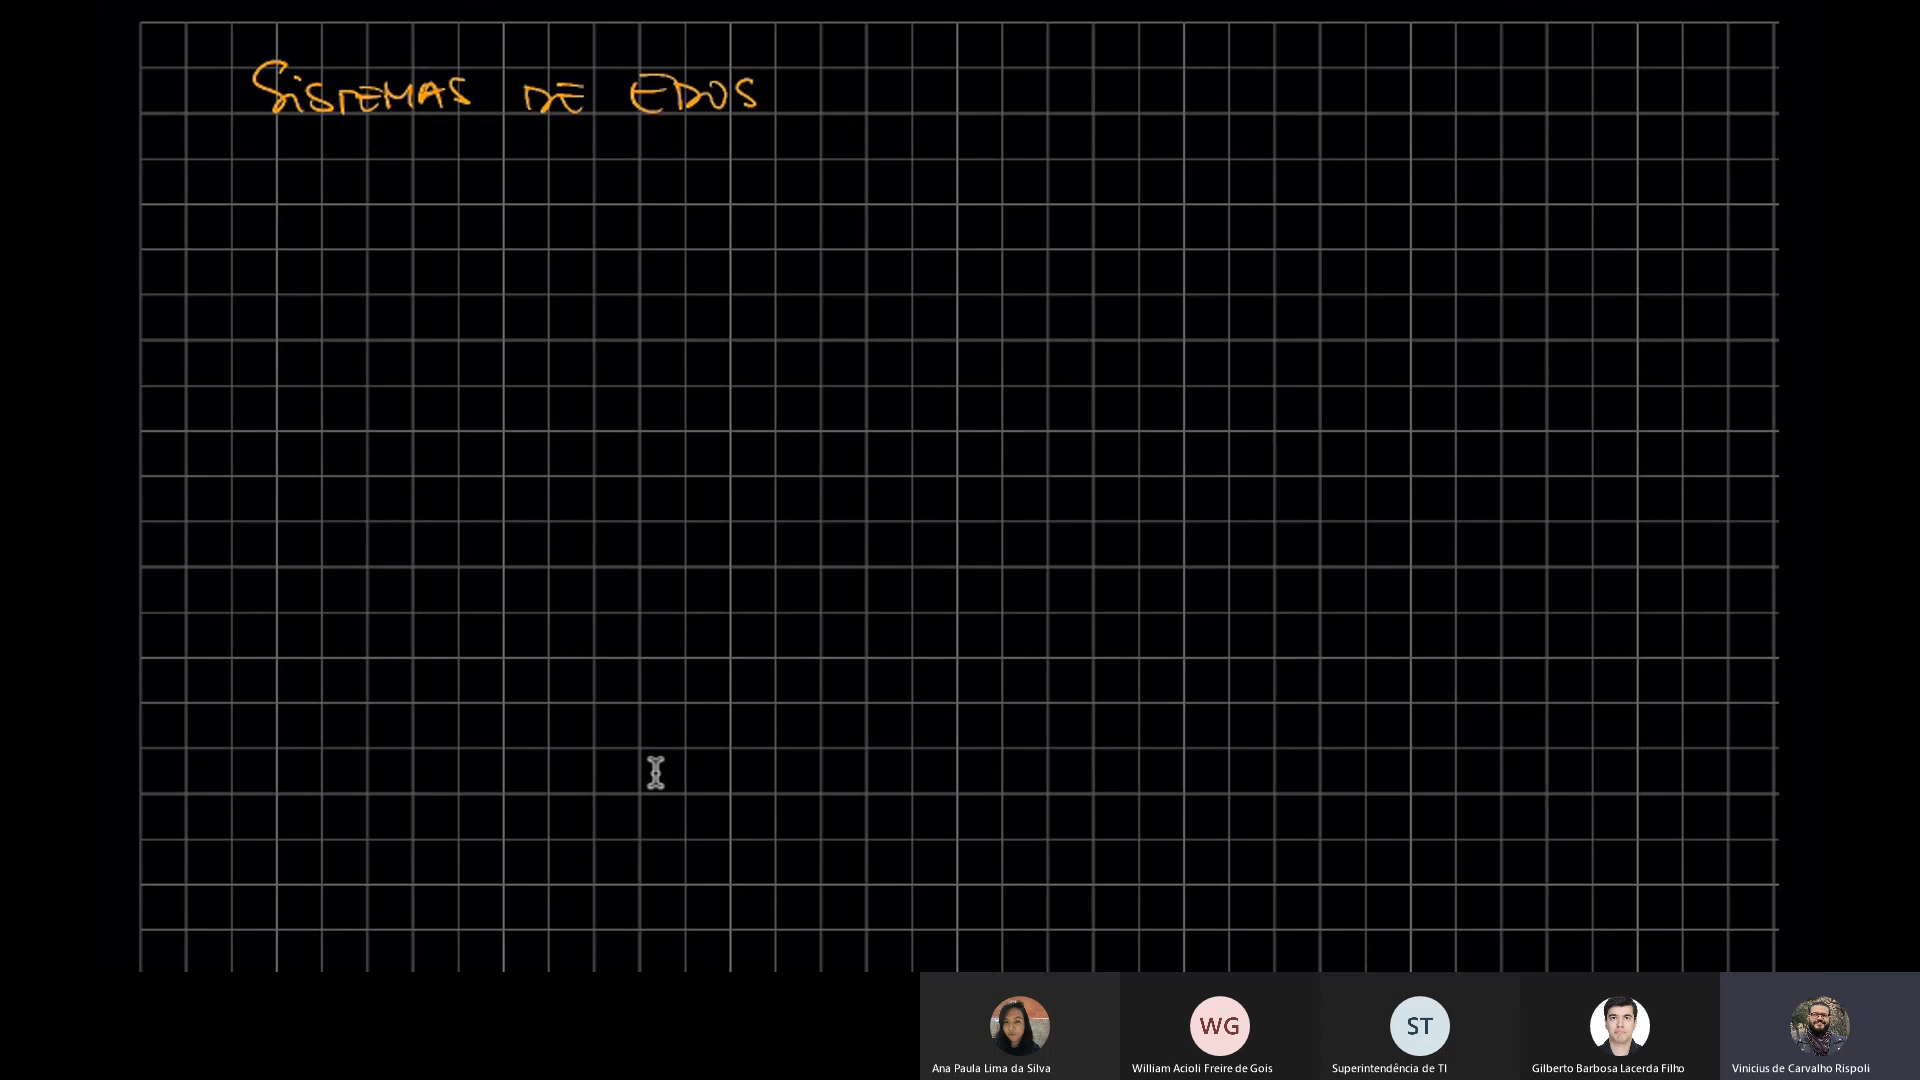 SISTEMAS DE EDOS
WG
ST
Ana Paula Lima da Silva
William Acioli Freire de Gois
Superintendência de TI
Gilberto Barbosa Lacerda Filho
Vinicius de Carvalho Rispoli